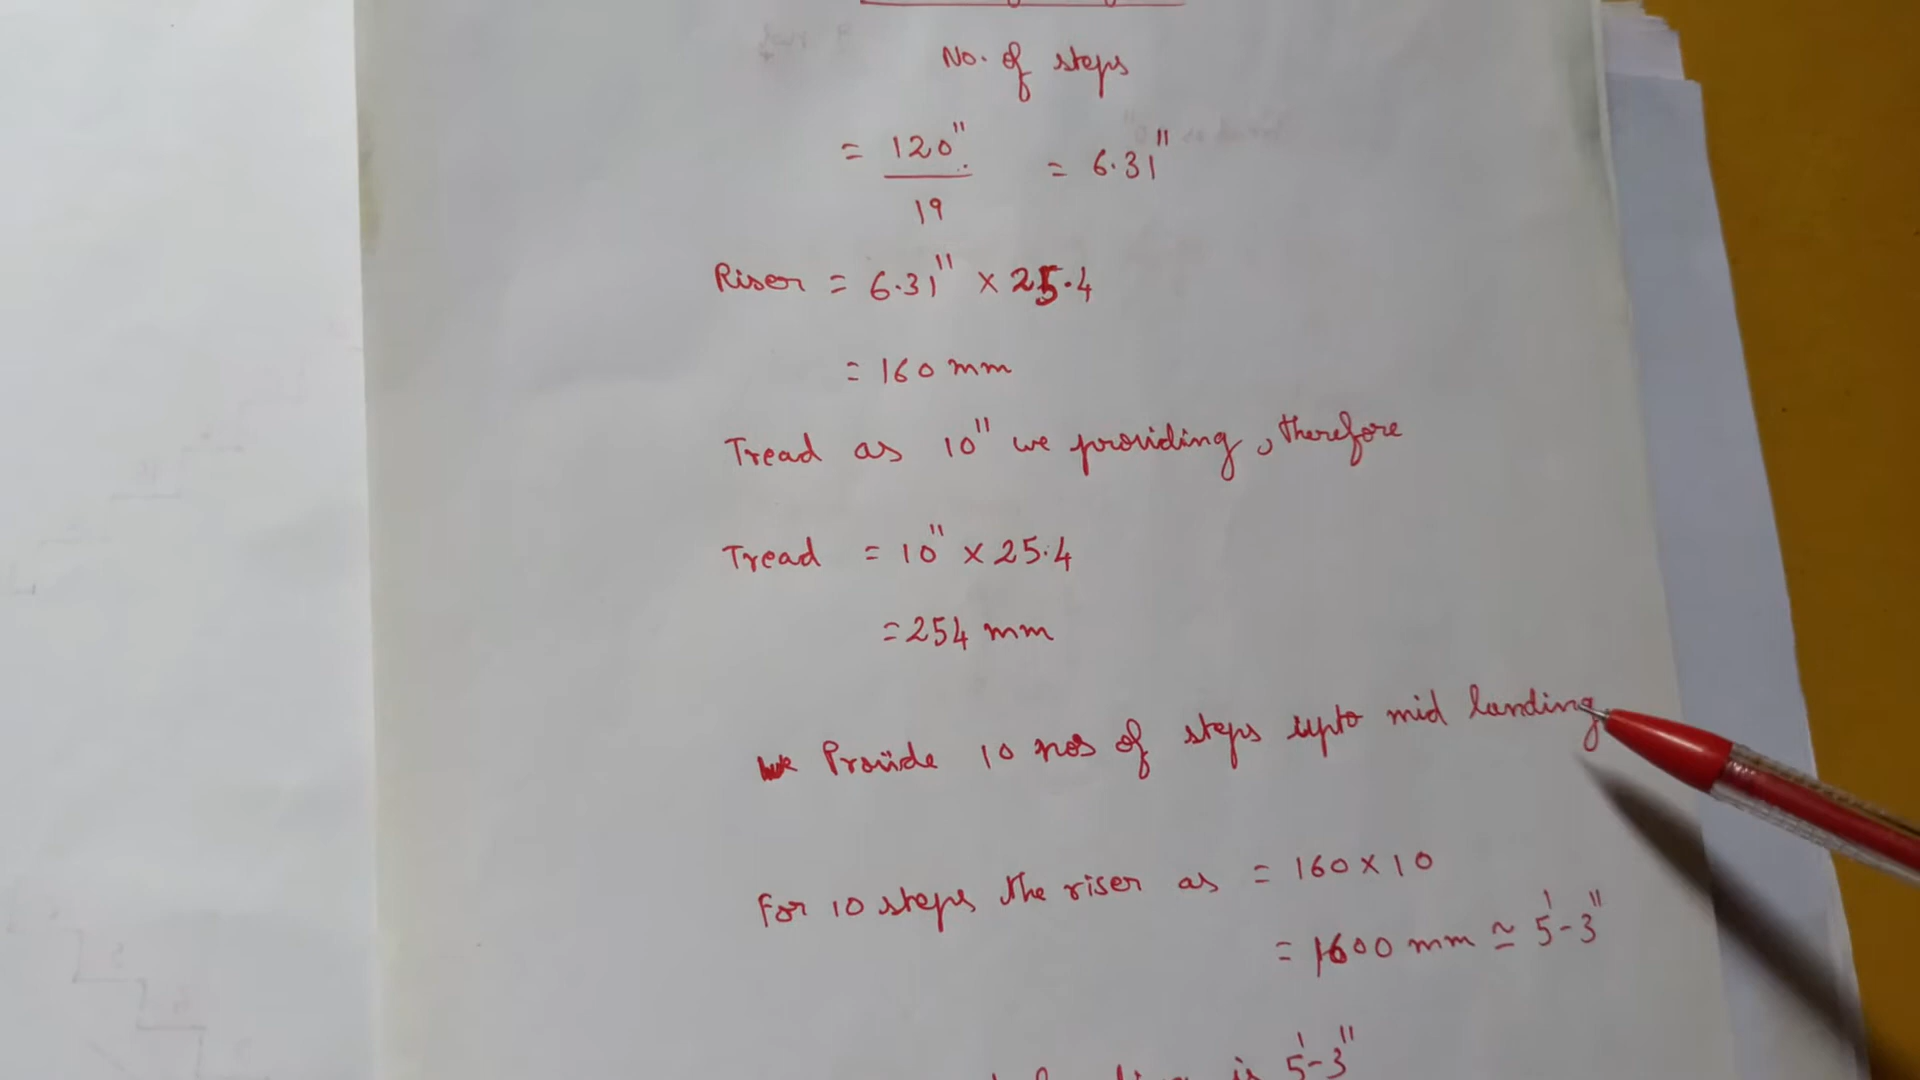 No. of steps
= 120" / 19 = 6.31"
Riser = 6.31" × 25.4
= 160 mm
Tread as 10" we providing, therefore
Tread = 10" × 25.4
= 254 mm
we Provide 10 nos of steps upto mid landing
For 10 steps the riser as = 160 × 10
= 1600 mm ≃ 5'-3"
is 5'-3"